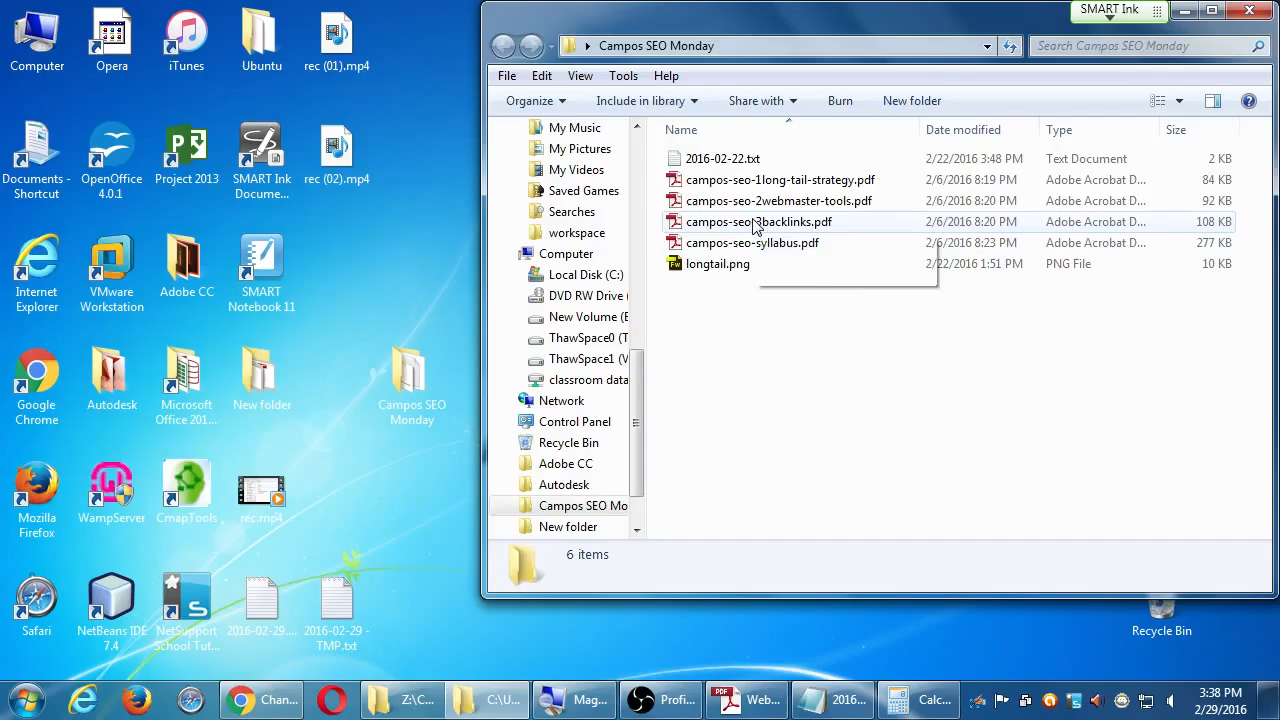 Computer
Opera
iTunes
Ubuntu
rec (01).mp4
Documents -
Shortcut
OpenOffice
4.0.1
Project 2013
SMART Ink
Docume...
rec (02).mp4
Internet
Explorer
VMware
Workstation
Adobe CC
SMART
Notebook 11
Google
Chrome
Autodesk
Microsoft
Office 201...
New folder
Campos SEO
Monday
Mozilla
Firefox
WampServer
CmapTools
rec.mp4
Safari
NetBeans IDE
7.4
NetSupport
School Tut...
2016-02-29....
2016-02-29 -
TMP.txt
Recycle Bin
SMART Ink
Campos SEO Monday
Search Campos SEO Monday
File Edit View Tools Help
Organize Include in library Share with Burn New folder
My Music
My Pictures
My Videos
Saved Games
Searches
workspace
Computer
Local Disk (C:)
DVD RW Drive (
New Volume (E
ThawSpace0 (T
ThawSpace1 (V
classroom data
Network
Control Panel
Recycle Bin
Adobe CC
Autodesk
Campos SEO Mo
New folder
Name Date modified Type Size
2016-02-22.txt 2/22/2016 3:48 PM Text Document 2 KB
campos-seo-1long-tail-strategy.pdf 2/6/2016 8:19 PM Adobe Acrobat D... 84 KB
campos-seo-2webmaster-tools.pdf 2/6/2016 8:20 PM Adobe Acrobat D... 92 KB
campos-seo-3backlinks.pdf 2/6/2016 8:20 PM Adobe Acrobat D... 108 KB
campos-seo-syllabus.pdf 2/6/2016 8:23 PM Adobe Acrobat D... 277 KB
longtail.png 2/22/2016 1:51 PM PNG File 10 KB
6 items
Chan...
Z:\C...
C:\U...
Mag...
Profi...
PDF
Web...
2016...
Calc...
3:38 PM
2/29/2016